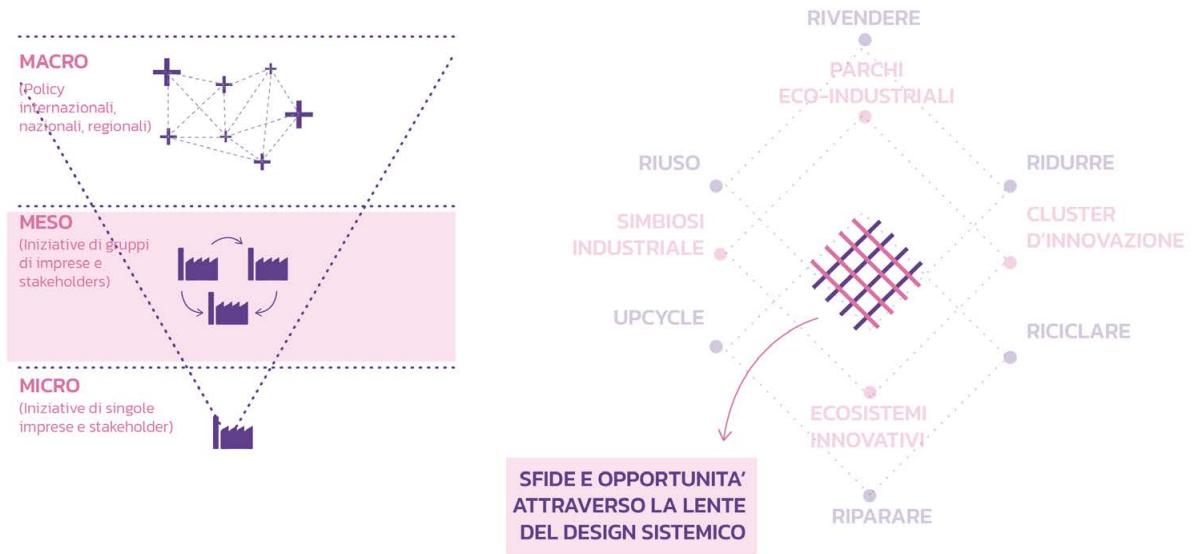 MACRO
(Policy
internazionali,
nazionali, regionali)
MESO
(Iniziative di gruppi
di imprese e
stakeholders)
MICRO
(Iniziative di singole
imprese e stakeholder)
RIVENDERE
PARCHI
ECO-INDUSTRIALI
RIUSO
RIDURRE
SIMBIOSI
INDUSTRIALE
CLUSTER
D'INNOVAZIONE
UPCYCLE
RICICLARE
ECOSISTEMI
INNOVATIVI
SFIDE E OPPORTUNITA'
ATTRAVERSO LA LENTE
DEL DESIGN SISTEMICO
RIPARARE